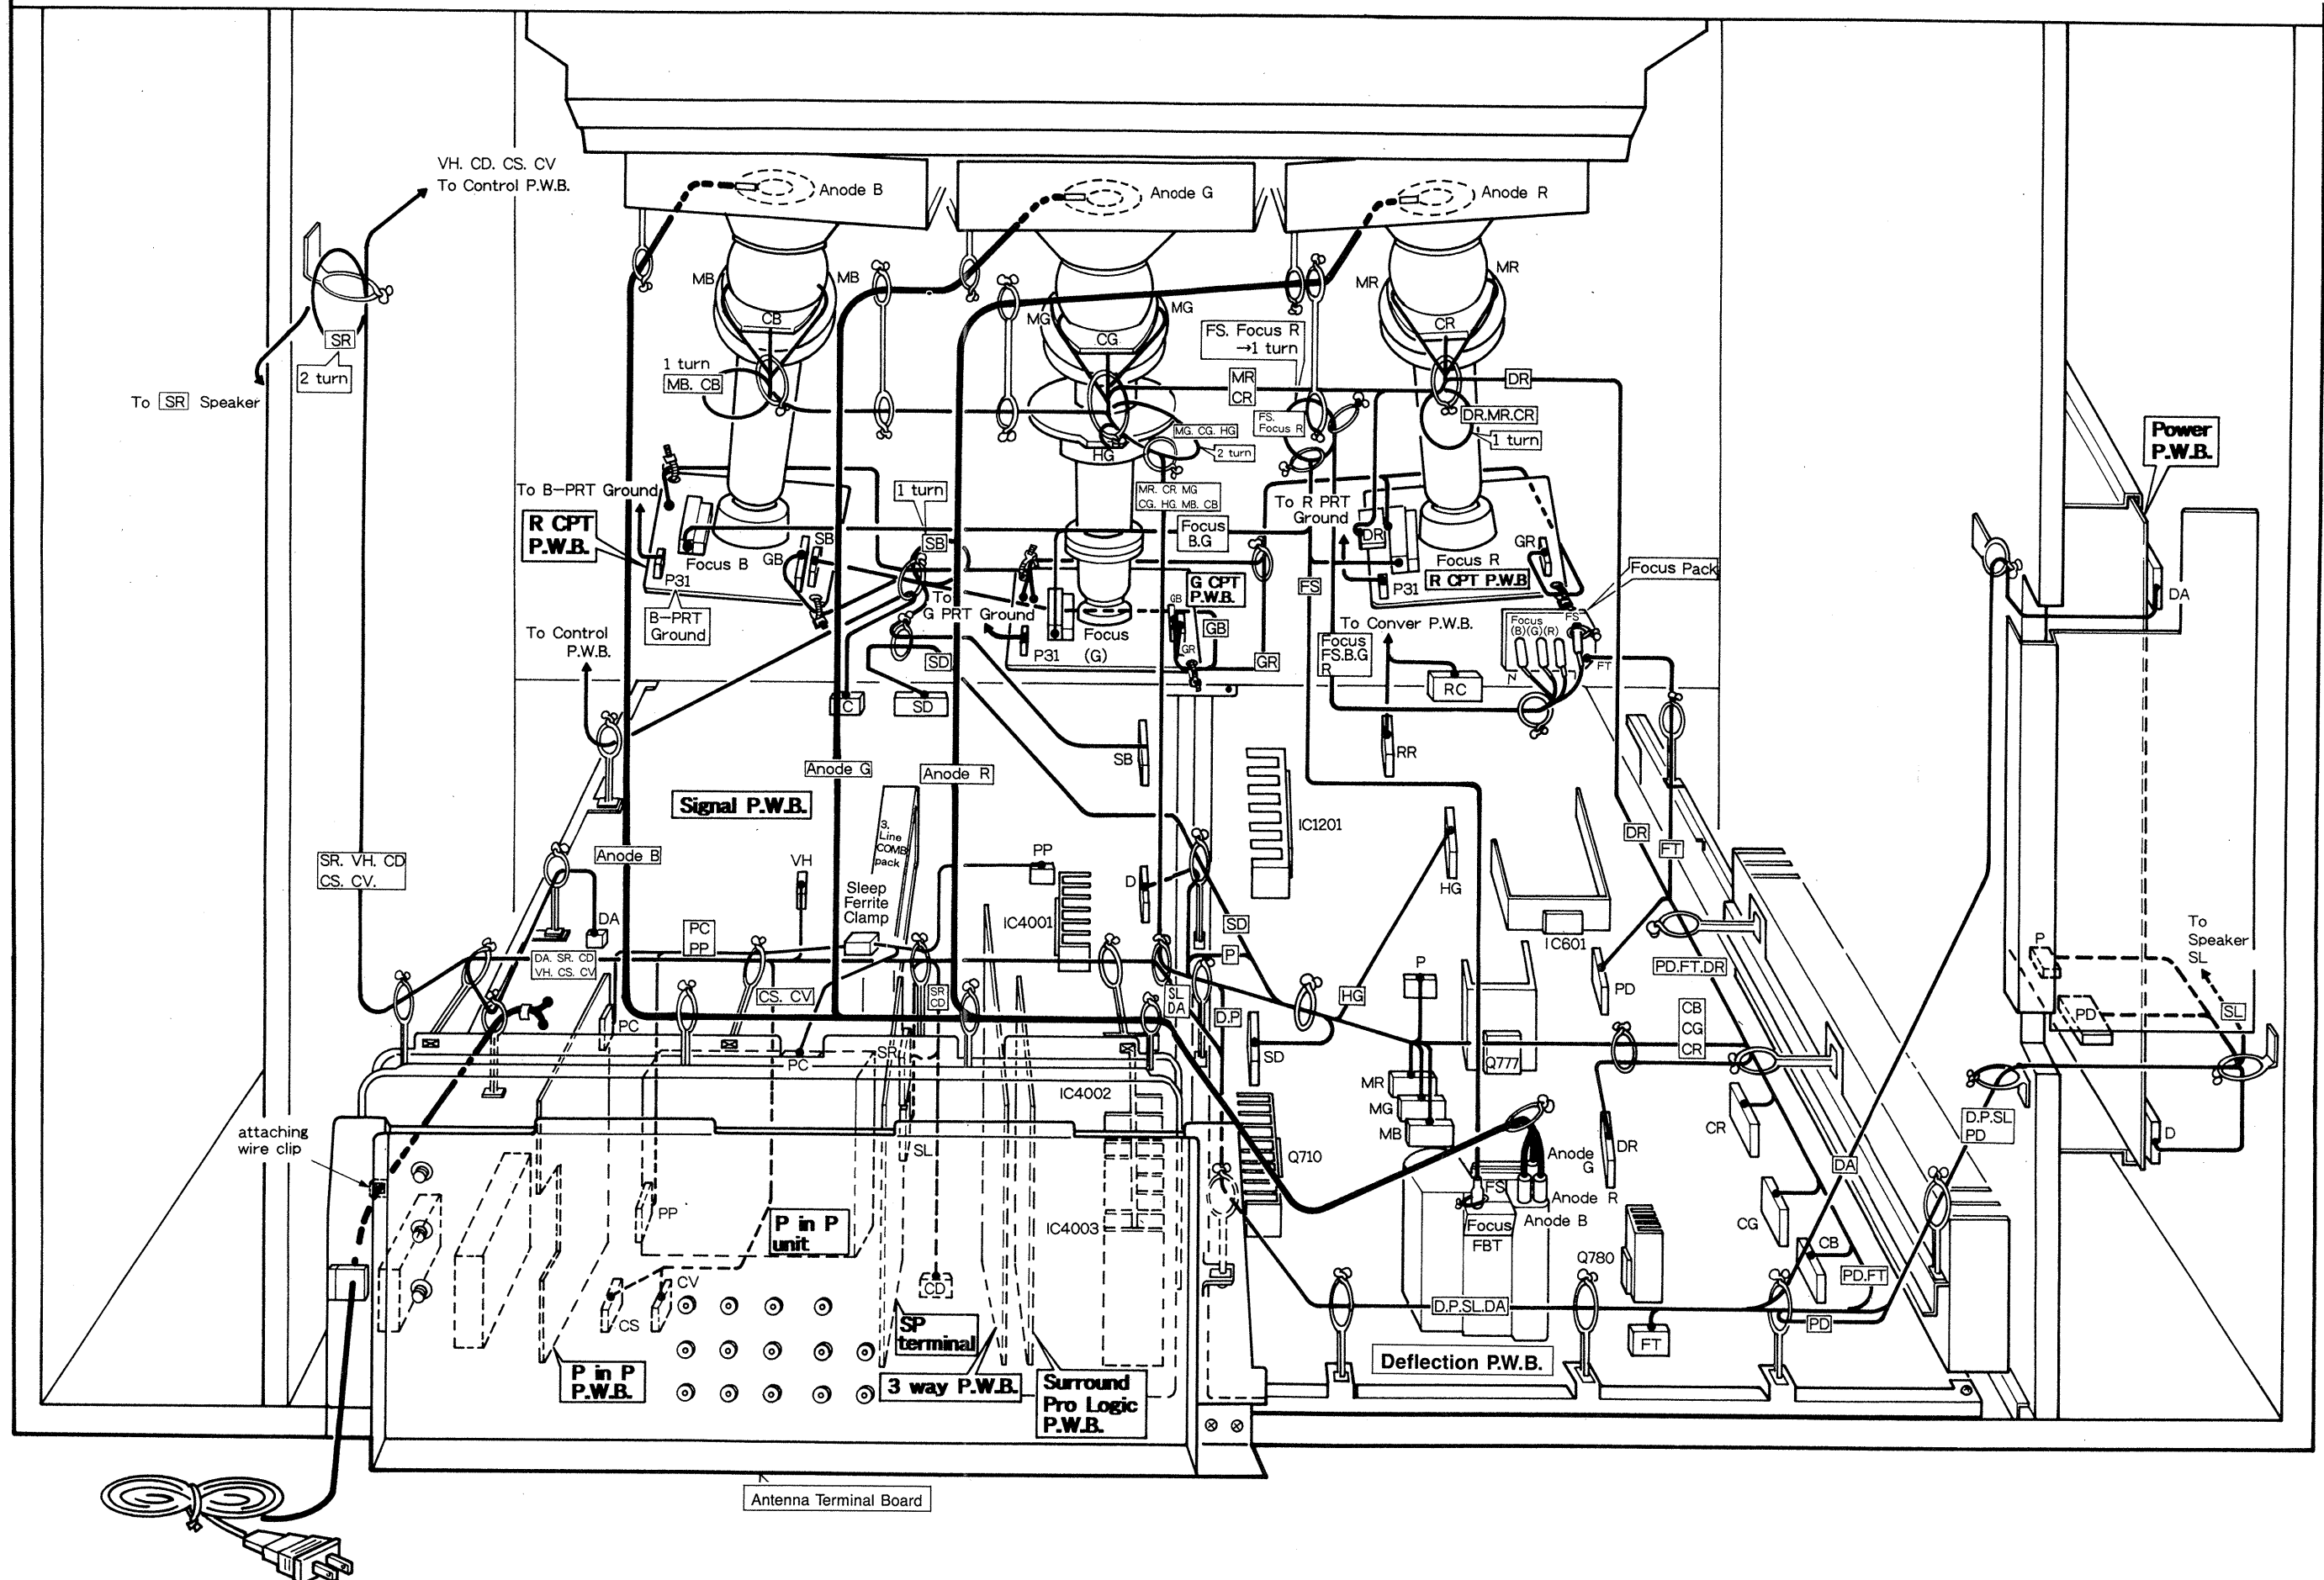 VH. CD. CS. CV
To Control P.W.B.
Anode B
Anode G
Anode R
MB
MB
MG
MG
MR
MR
CB
CG
CR
SR
2 turn
To SR Speaker
1 turn
MB. CB
FS. Focus R
→1 turn
MR
CR
DR
FS.
Focus R
DR.MR.CR
1 turn
MG. CG. HG
2 turn
HG
Power
P.W.B.
To B-PRT Ground
R CPT
P.W.B.
1 turn
SB
MR. CR. MG
CG. HG. MB. CB
Focus
B.G
To R PRT
Ground
DR
Focus R
GR
R CPT P.W.B
P31
Focus Pack
SB
GB
Focus B
P31
B-PRT
Ground
To
G PRT Ground
G CPT
P.W.B.
GB
GB
GR
GR
Focus
(G)
P31
FS
DA
To Control
P.W.B.
SD
C
SD
To Conver P.W.B.
Focus
FS.B.G
R
RC
Focus
(B)(G)(R)
FS
FT
RR
SB
Anode G
Anode R
Signal P.W.B.
3.
Line
COMB
pack
IC1201
HG
DR
FT
SR. VH. CD
CS. CV.
Anode B
VH
PP
Sleep
Ferrite
Clamp
D
IC4001
DA
PC
PP
SD
P
IC601
PD.FT.DR
To
Speaker
SL
P
DA. SR. CD
VH. CS. CV
CS. CV
SR
CD
SL
DA
D.P
HG
P
PD
CB
CG
CR
PD
SL
PC
PC
SR
SD
Q777
MR
MG
MB
IC4002
CR
D.P.SL
PD
D
attaching
wire clip
SL
Q710
Anode
G
DR
DA
PP
P in P
unit
IC4003
FS
Anode R
Focus
Anode B
FBT
CG
CB
Q780
CV
CD
CS
D.P.SL.DA
PD.FT
PD
FT
SP
terminal
P in P
P.W.B.
3 way P.W.B.
Surround
Pro Logic
P.W.B.
Deflection P.W.B.
Antenna Terminal Board